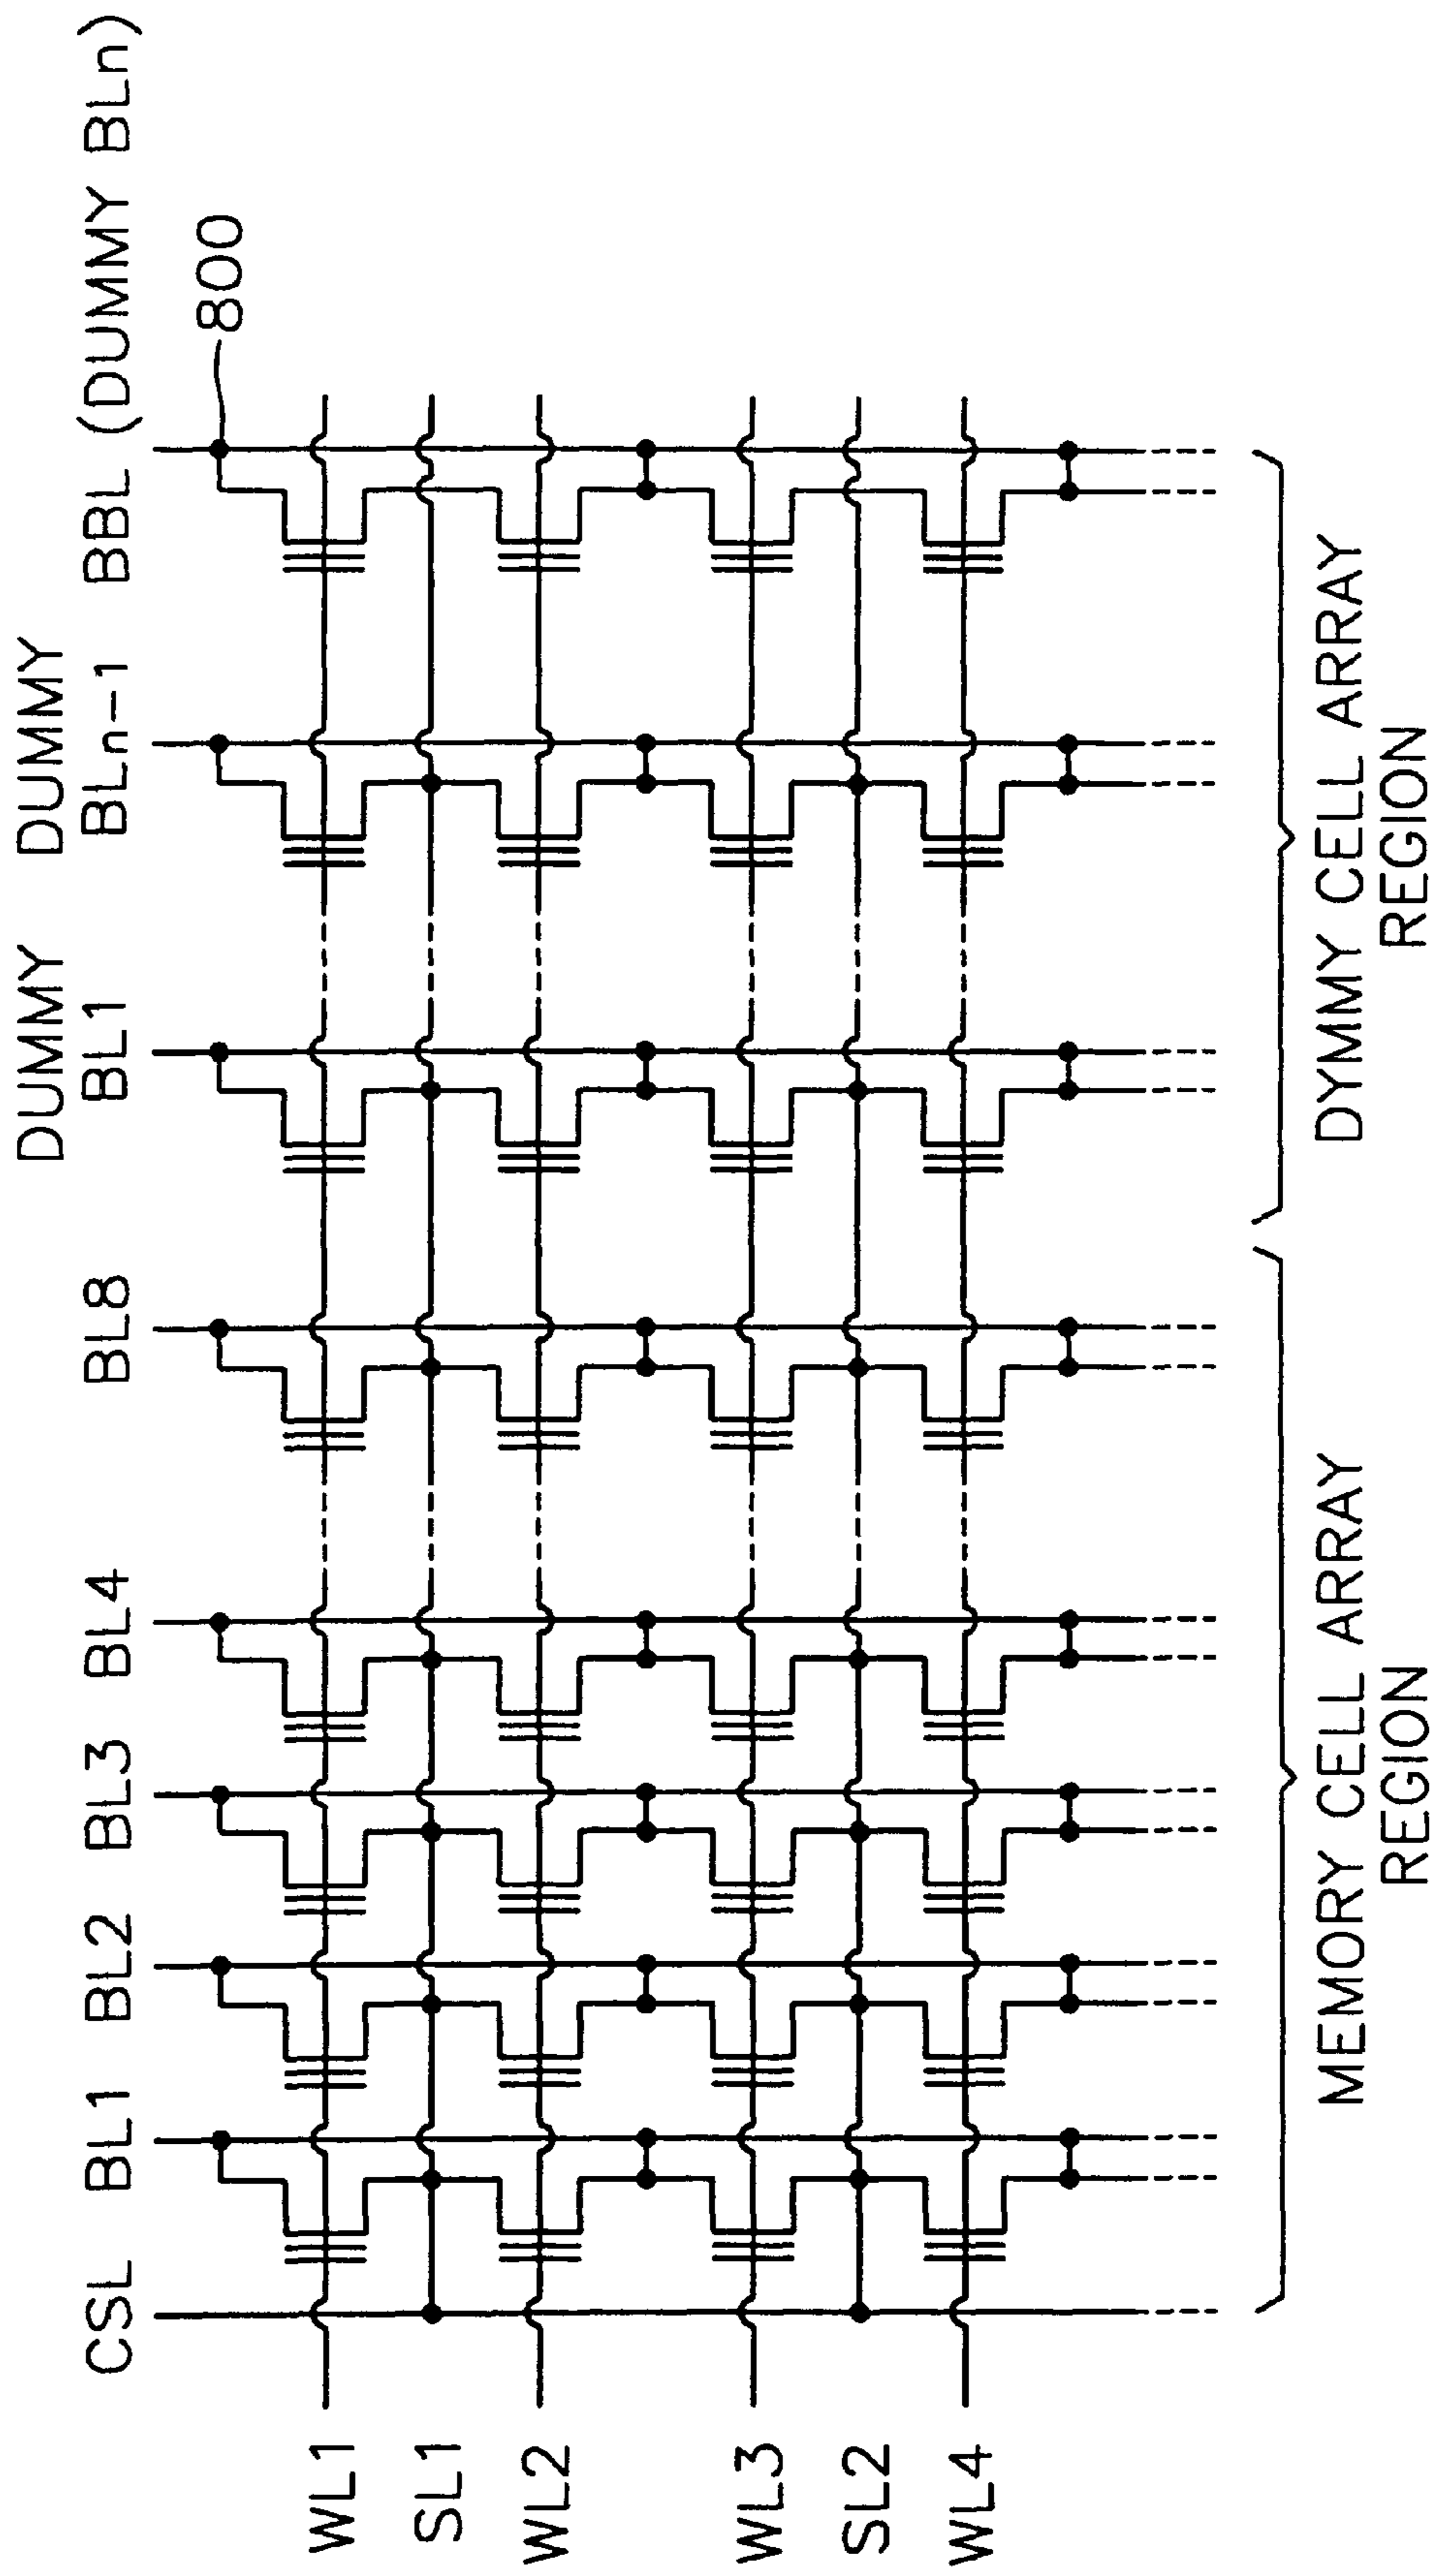 DUMMY DUMMY
CSL BL1 BL2 BL3 BL4 BL8 BL1 BLn-1 BBL (DUMMY BLn)
800
WL1
SL1
WL2
WL3
SL2
WL4
MEMORY CELL ARRAY REGION
DYMMY CELL ARRAY REGION